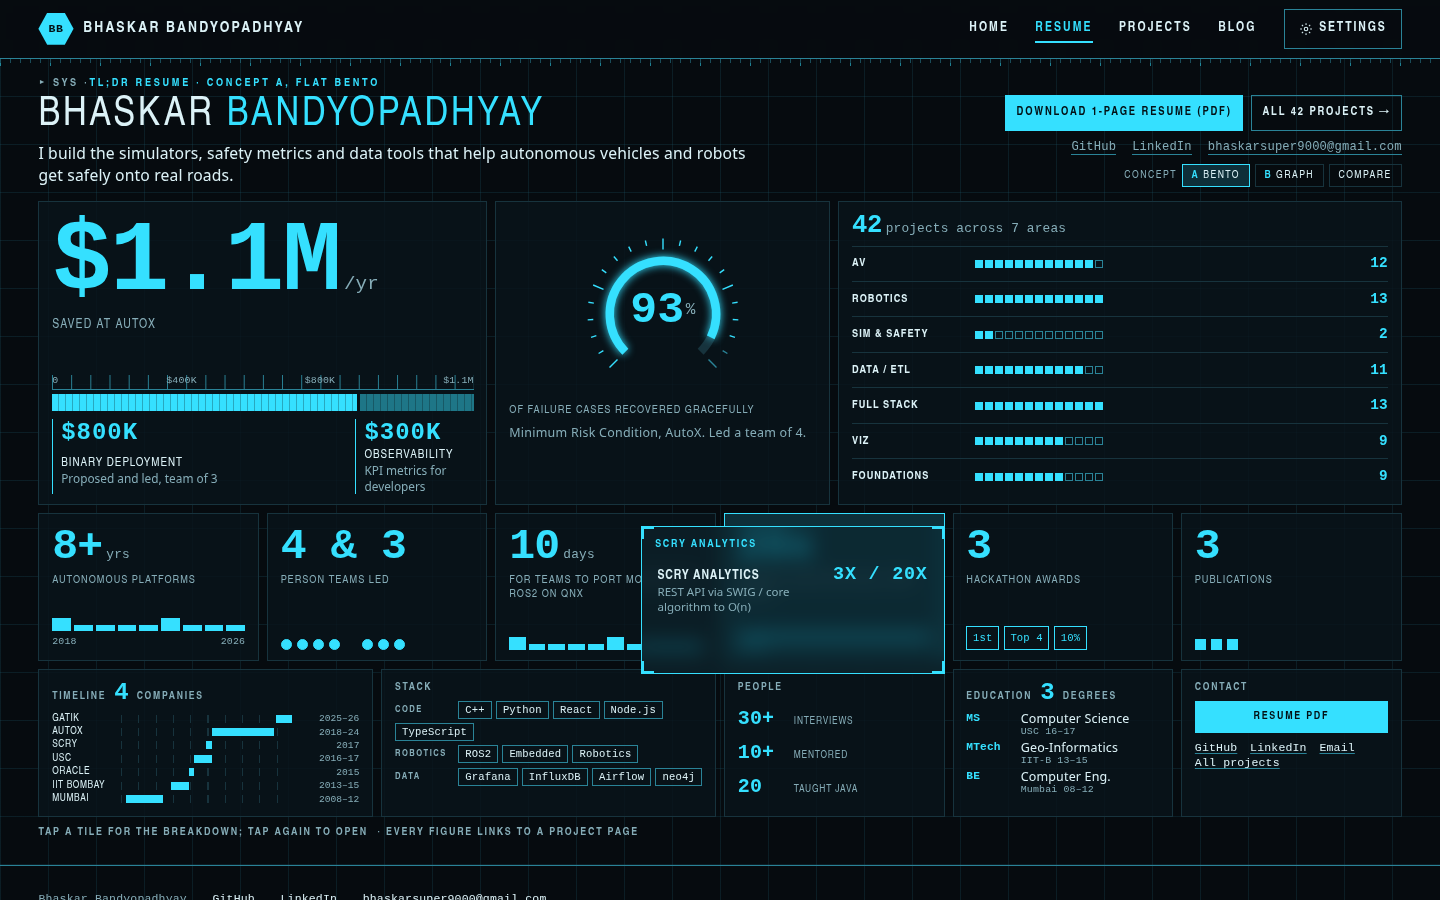 BB BHASKAR BANDYOPADHYAY
HOME RESUME PROJECTS BLOG SETTINGS
SYS ·TL;DR RESUME · CONCEPT A, FLAT BENTO
BHASKAR BANDYOPADHYAY
I build the simulators, safety metrics and data tools that help autonomous vehicles and robots
get safely onto real roads.
DOWNLOAD 1-PAGE RESUME (PDF) ALL 42 PROJECTS →
GitHub LinkedIn bhaskarsuper9000@gmail.com
CONCEPT A BENTO B GRAPH COMPARE
$1.1M/yr
SAVED AT AUTOX
0 $400K $800K $1.1M
$800K
BINARY DEPLOYMENT
Proposed and led, team of 3
$300K
OBSERVABILITY
KPI metrics for
developers
93%
OF FAILURE CASES RECOVERED GRACEFULLY
Minimum Risk Condition, AutoX. Led a team of 4.
42 projects across 7 areas
AV 12
ROBOTICS 13
SIM & SAFETY 2
DATA / ETL 11
FULL STACK 13
VIZ 9
FOUNDATIONS 9
8+ yrs
AUTONOMOUS PLATFORMS
2018 2026
4 & 3
PERSON TEAMS LED
10 days
FOR TEAMS TO PORT MO
ROS2 ON QNX
SCRY ANALYTICS
SCRY ANALYTICS 3X / 20X
REST API via SWIG / core
algorithm to O(n)
3
HACKATHON AWARDS
1st Top 4 10%
3
PUBLICATIONS
TIMELINE 4 COMPANIES
GATIK 2025–26
AUTOX 2018–24
SCRY 2017
USC 2016–17
ORACLE 2015
IIT BOMBAY 2013–15
MUMBAI 2008–12
STACK
CODE C++ Python React Node.js
TypeScript
ROBOTICS ROS2 Embedded Robotics
DATA Grafana InfluxDB Airflow neo4j
PEOPLE
30+ INTERVIEWS
10+ MENTORED
20 TAUGHT JAVA
EDUCATION 3 DEGREES
MS Computer Science
USC 16–17
MTech Geo-Informatics
IIT-B 13–15
BE Computer Eng.
Mumbai 08–12
CONTACT
RESUME PDF
GitHub LinkedIn Email
All projects
TAP A TILE FOR THE BREAKDOWN; TAP AGAIN TO OPEN · EVERY FIGURE LINKS TO A PROJECT PAGE
Bhaskar Bandyopadhyay GitHub LinkedIn bhaskarsuper9000@gmail.com